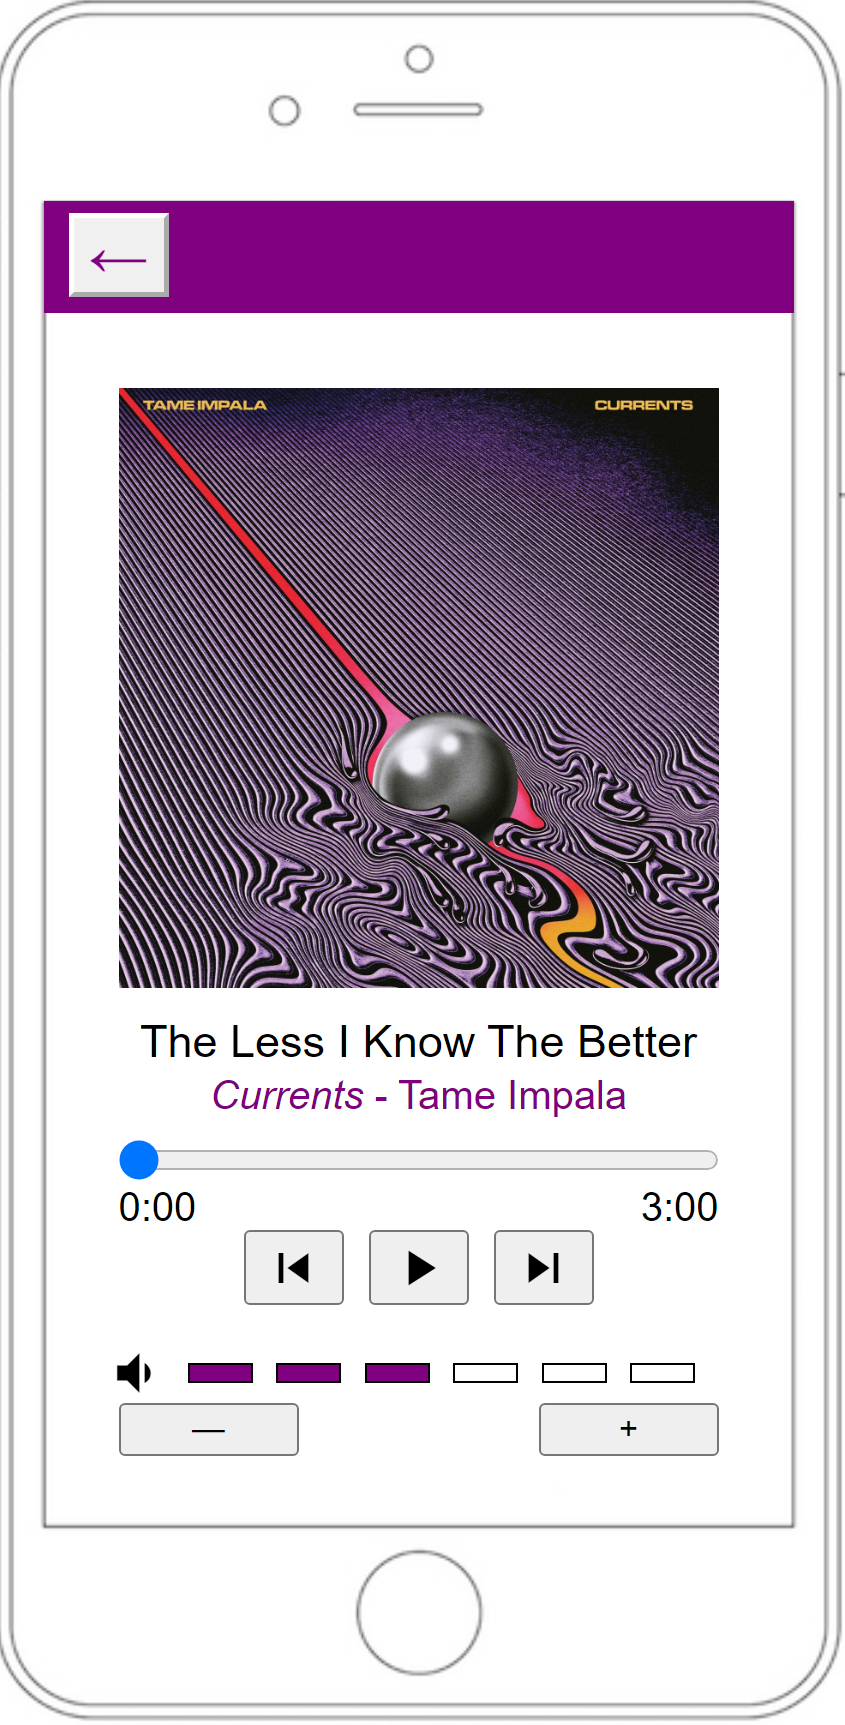 TAME IMPALA CURRENTS
The Less I Know The Better
Currents - Tame Impala
0:00 3:00
— +